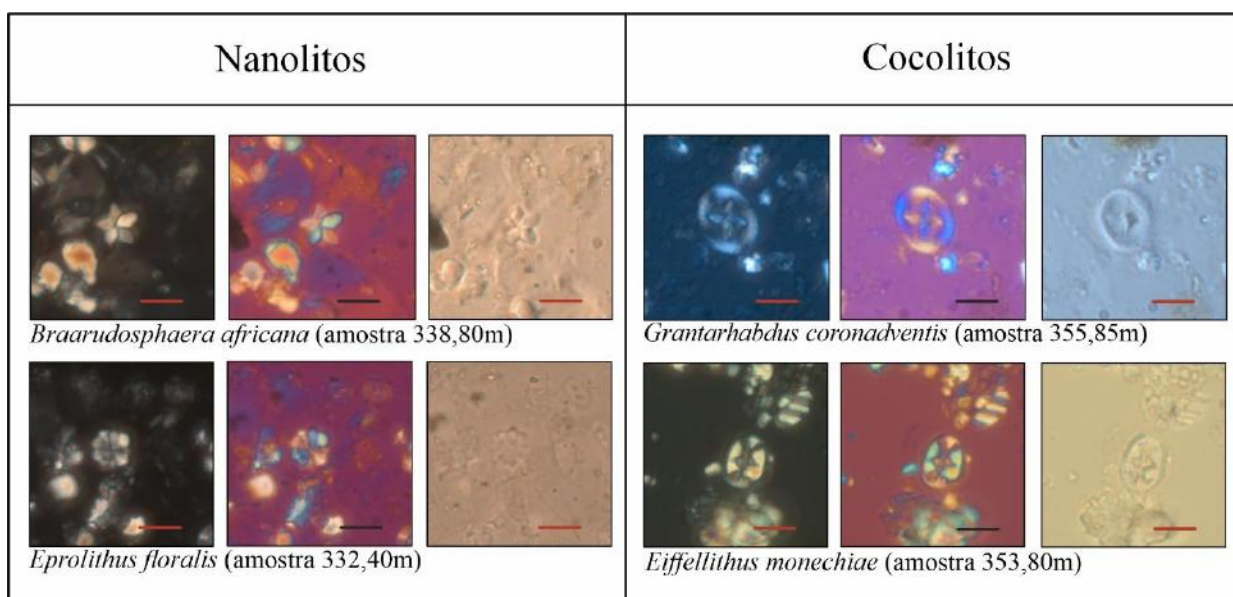 Nanolitos
Cocolitos
Braarudosphaera africana (amostra 338,80m)
Grantarhabdus coronadventis (amostra 355,85m)
Eprolithus floralis (amostra 332,40m)
Eiffellithus monechiae (amostra 353,80m)